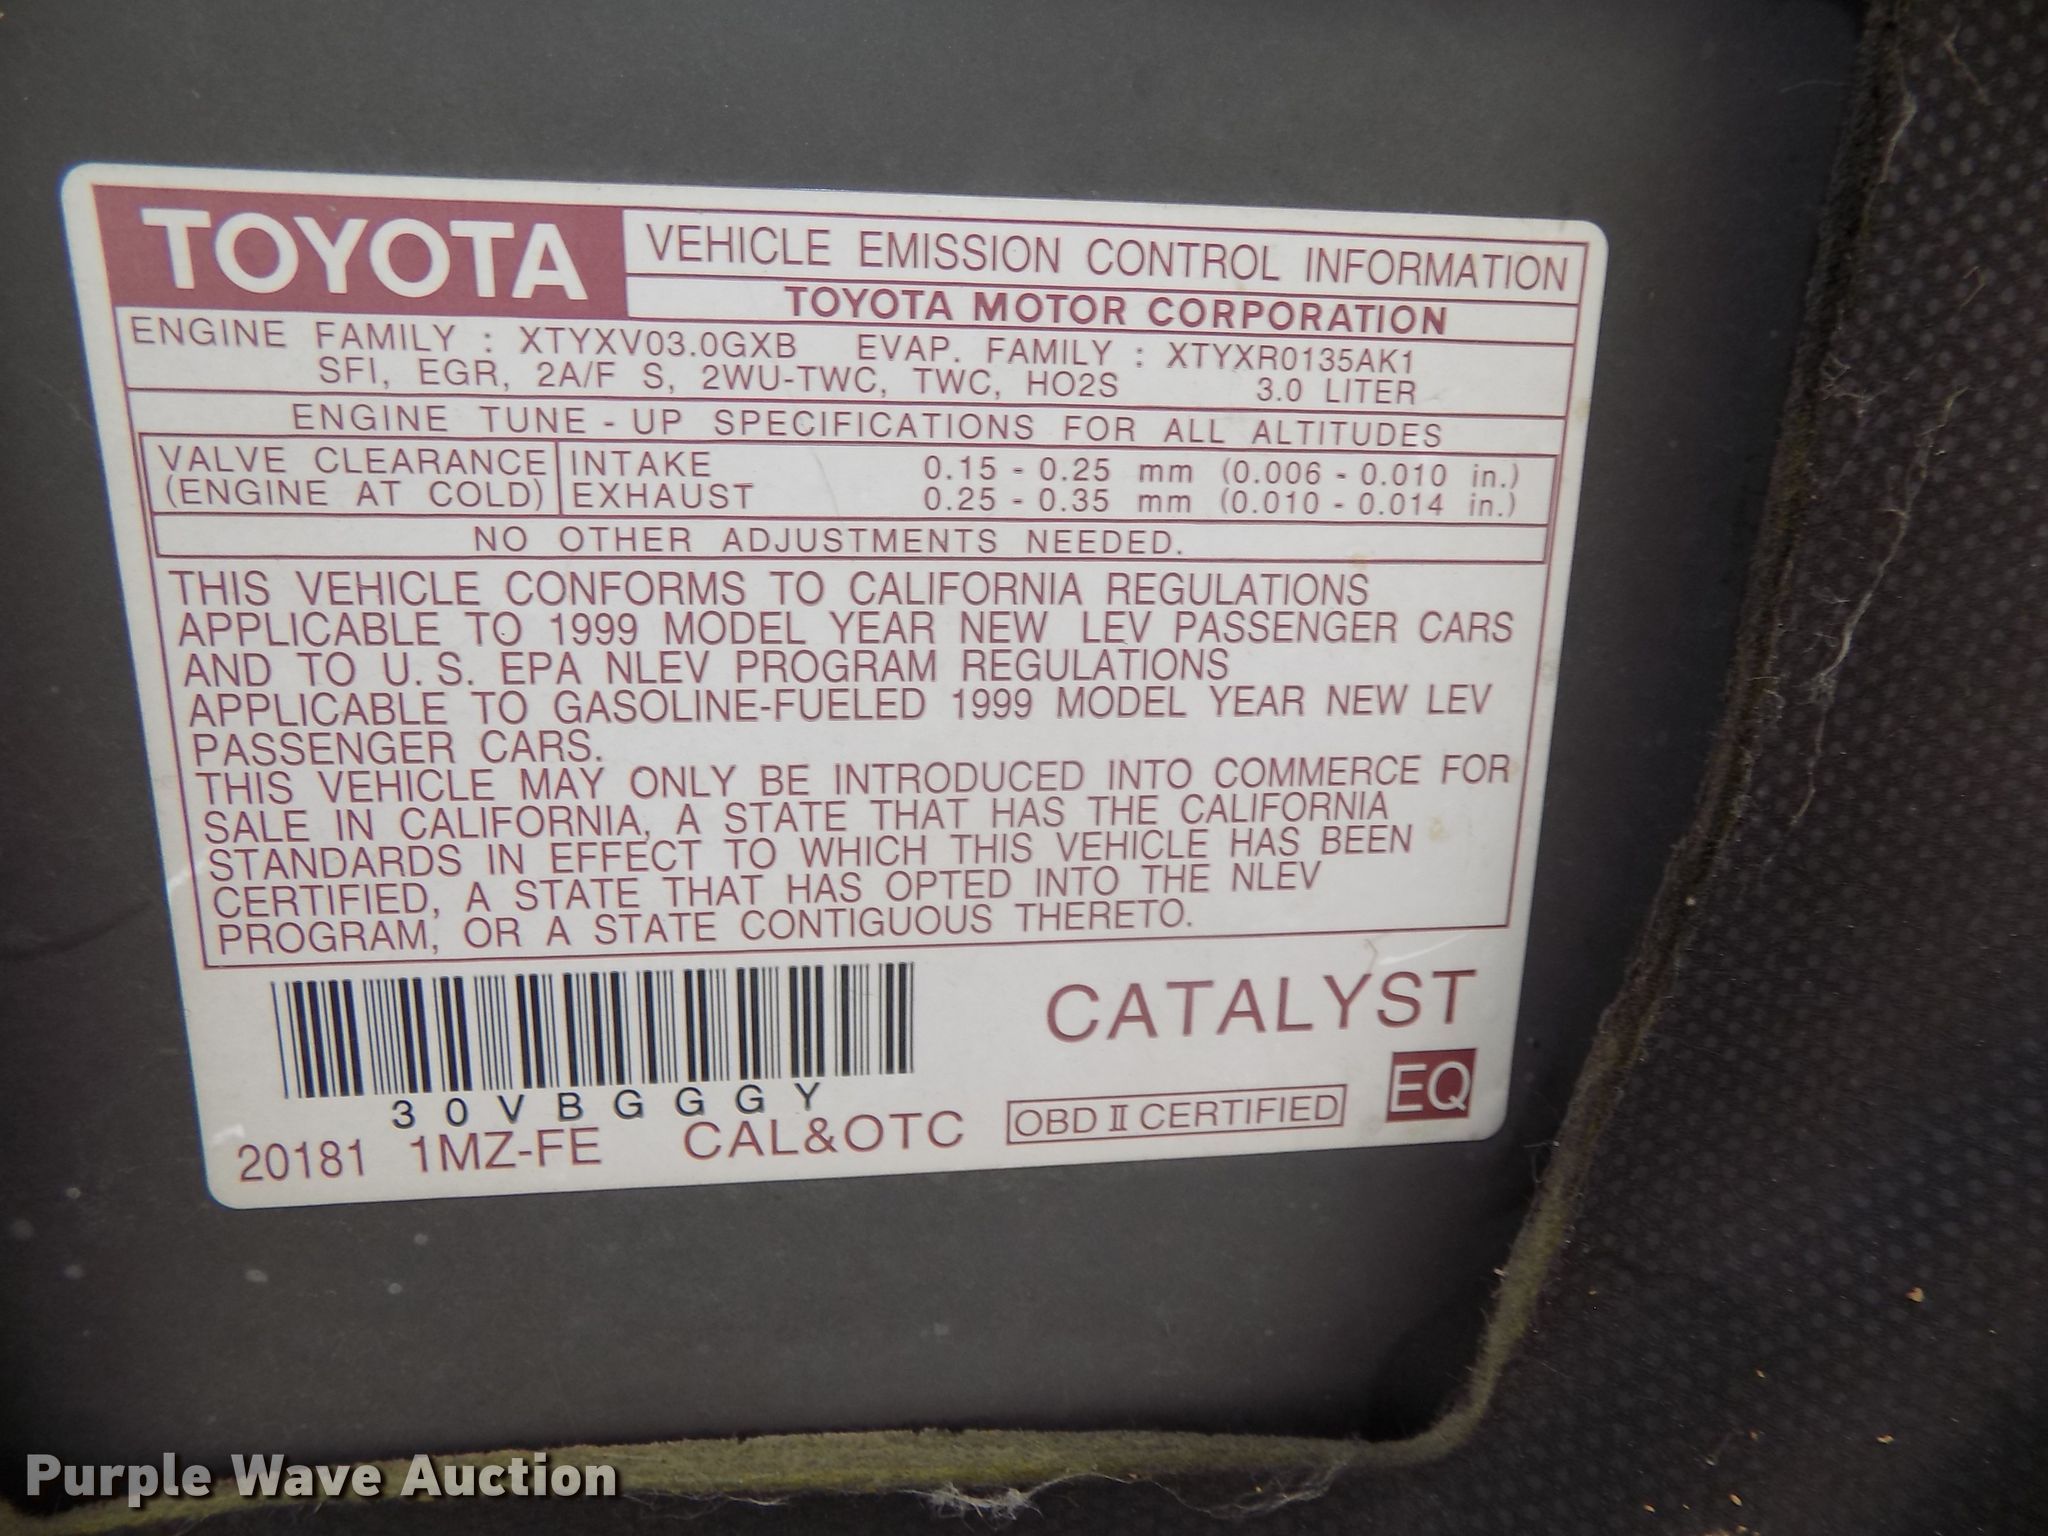 TOYOTA VEHICLE EMISSION CONTROL INFORMATION
TOYOTA MOTOR CORPORATION
ENGINE FAMILY : XTYXV03.0GXB EVAP. FAMILY : XTYXR0135AK1
SFI, EGR, 2A/F S, 2WU-TWC, TWC, HO2S 3.0 LITER
ENGINE TUNE - UP SPECIFICATIONS FOR ALL ALTITUDES
VALVE CLEARANCE INTAKE 0.15 - 0.25 mm (0.006 - 0.010 in.)
(ENGINE AT COLD) EXHAUST 0.25 - 0.35 mm (0.010 - 0.014 in.)
NO OTHER ADJUSTMENTS NEEDED.
THIS VEHICLE CONFORMS TO CALIFORNIA REGULATIONS
APPLICABLE TO 1999 MODEL YEAR NEW LEV PASSENGER CARS
AND TO U.S. EPA NLEV PROGRAM REGULATIONS
APPLICABLE TO GASOLINE-FUELED 1999 MODEL YEAR NEW LEV
PASSENGER CARS.
THIS VEHICLE MAY ONLY BE INTRODUCED INTO COMMERCE FOR
SALE IN CALIFORNIA, A STATE THAT HAS THE CALIFORNIA
STANDARDS IN EFFECT TO WHICH THIS VEHICLE HAS BEEN
CERTIFIED, A STATE THAT HAS OPTED INTO THE NLEV
PROGRAM, OR A STATE CONTIGUOUS THERETO.
CATALYST
30VBGGGY
20181 1MZ-FE CAL&OTC OBD II CERTIFIED EQ
Purple Wave Auction